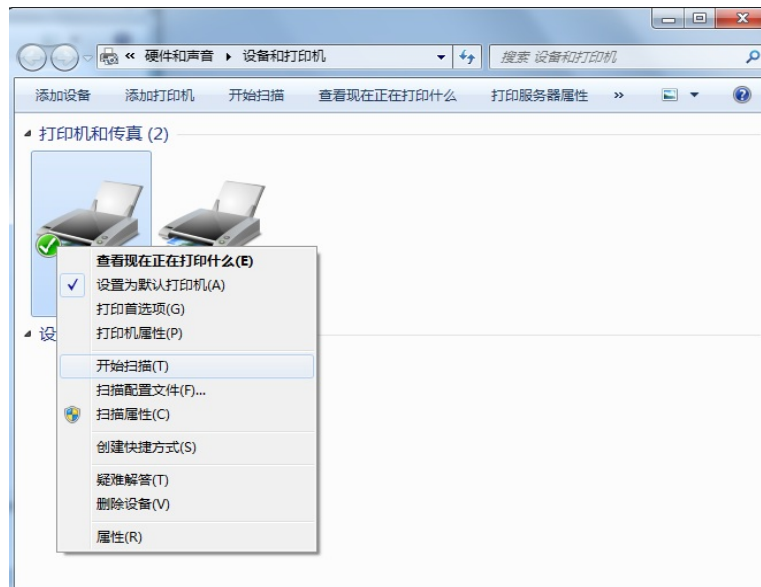 « 硬件和声音 ▸ 设备和打印机
搜索 设备和打印机
添加设备 添加打印机 开始扫描 查看现在正在打印什么 打印服务器属性 »
打印机和传真 (2)
查看现在正在打印什么(E)
设置为默认打印机(A)
打印首选项(G)
打印机属性(P)
设
开始扫描(T)
扫描配置文件(F)...
扫描属性(C)
创建快捷方式(S)
疑难解答(T)
删除设备(V)
属性(R)